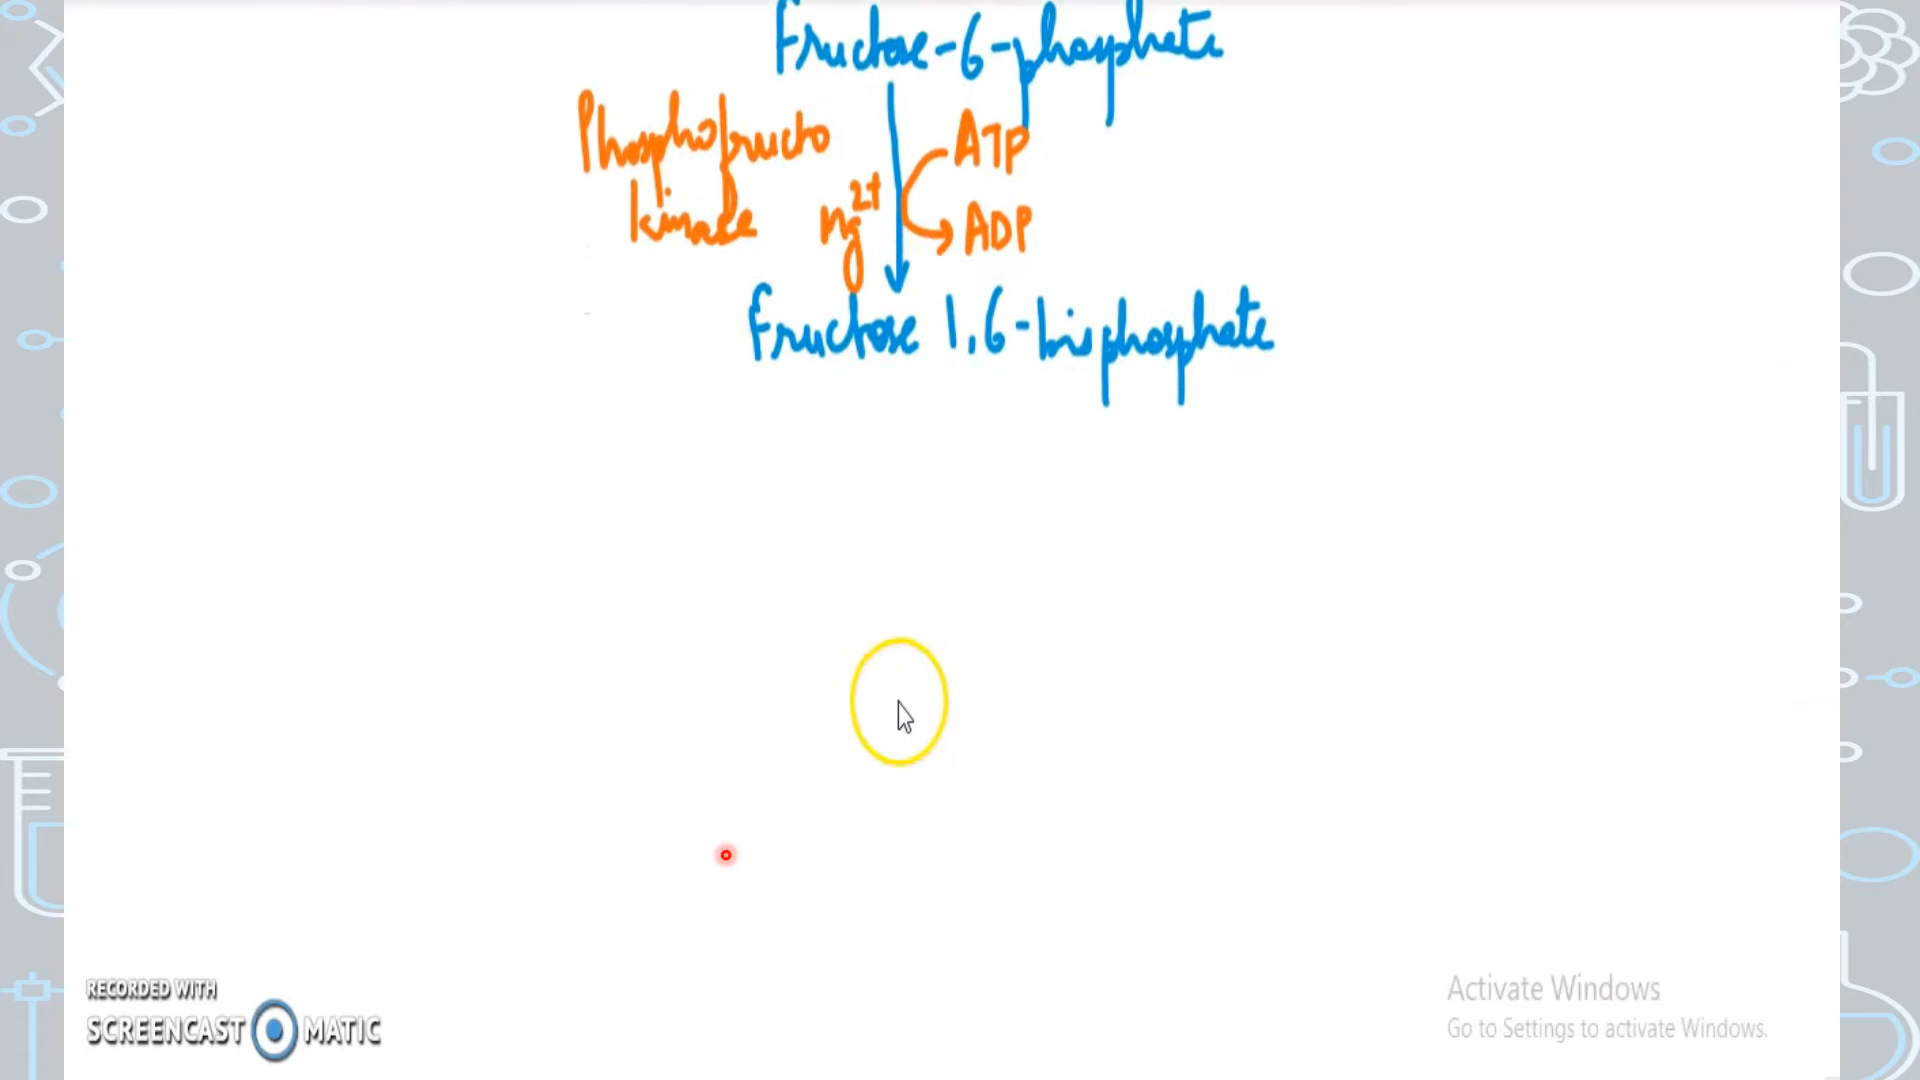 Fructose-6-phosphate
Phosphofructo
kinase
Mg2+
ATP
ADP
Fructose 1,6-bisphosphate
RECORDED WITH
SCREENCAST MATIC
Activate Windows
Go to Settings to activate Windows.